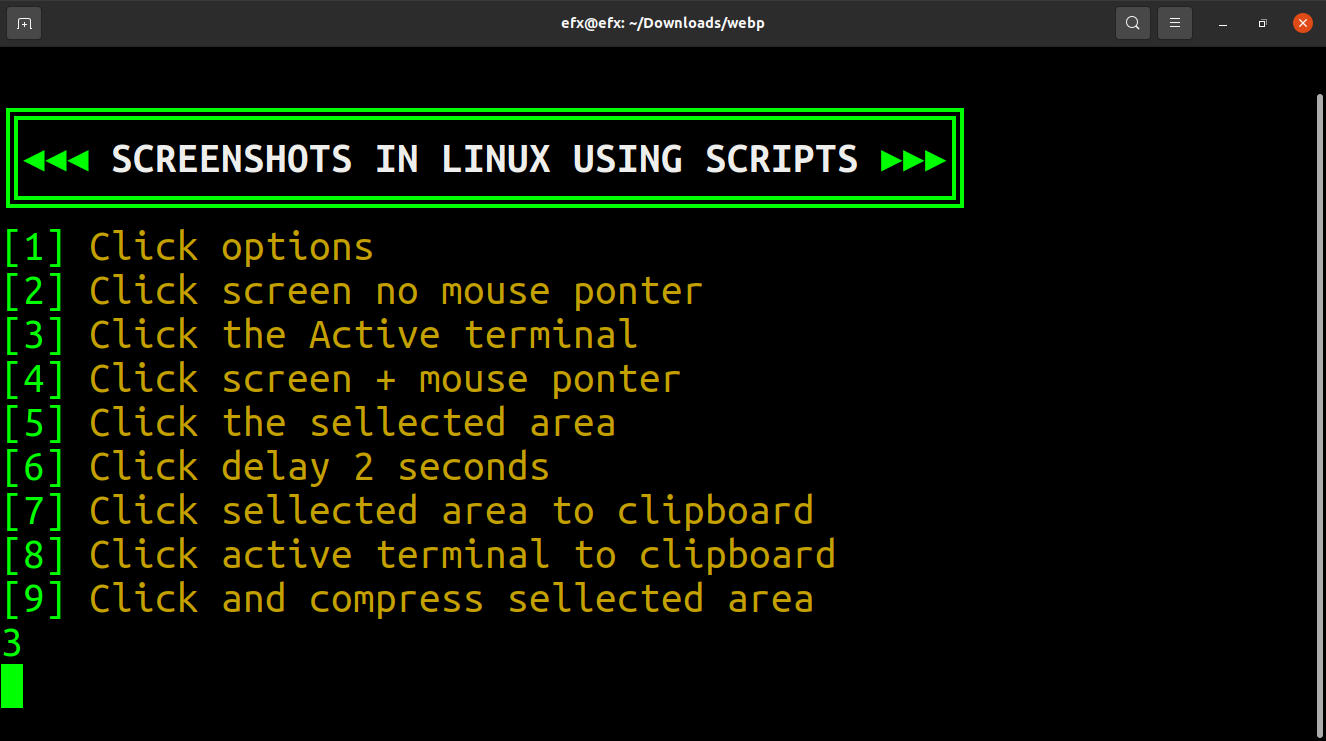 efx@efx: ~/Downloads/webp
◀◀◀ SCREENSHOTS IN LINUX USING SCRIPTS ▶▶▶
[1] Click options
[2] Click screen no mouse ponter
[3] Click the Active terminal
[4] Click screen + mouse ponter
[5] Click the sellected area
[6] Click delay 2 seconds
[7] Click sellected area to clipboard
[8] Click active terminal to clipboard
[9] Click and compress sellected area
3